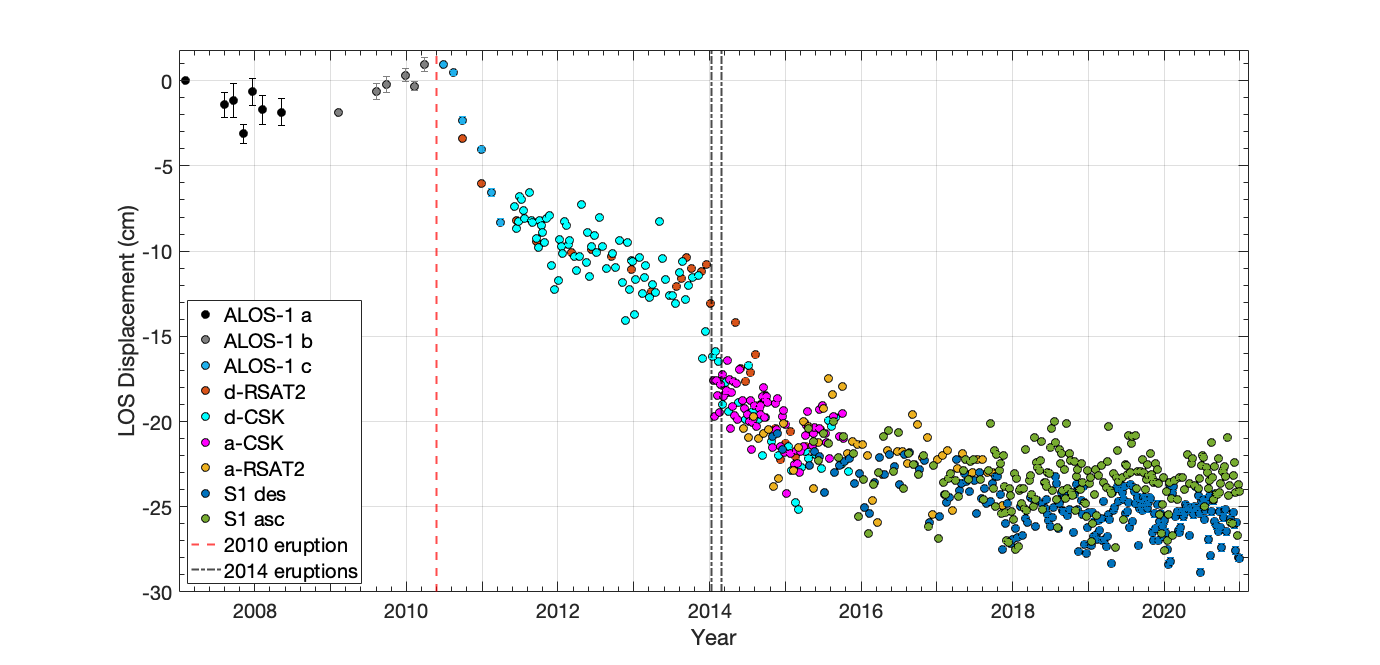 0
-5
-10
-15
-20
-25
-30
LOS Displacement (cm)
ALOS-1 a
ALOS-1 b
ALOS-1 c
d-RSAT2
d-CSK
a-CSK
a-RSAT2
S1 des
S1 asc
2010 eruption
2014 eruptions
2008 2010 2012 2014 2016 2018 2020
Year